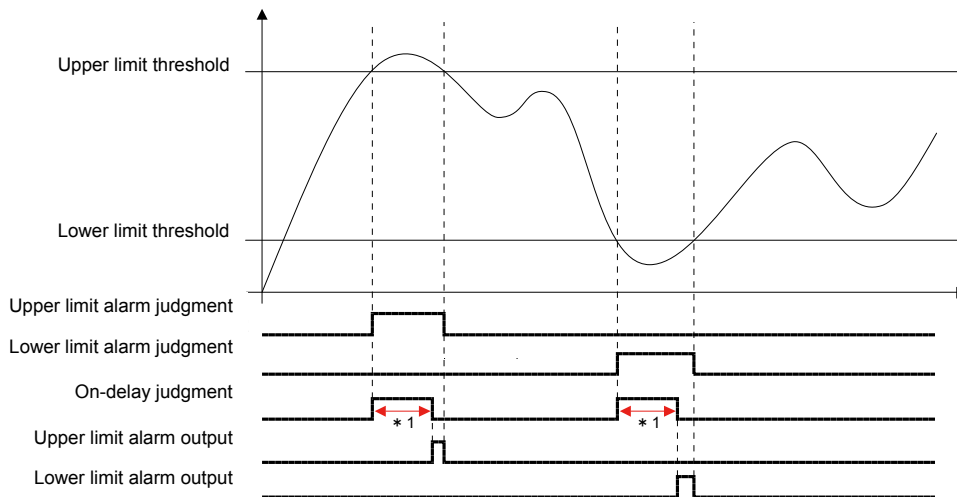 Upper limit threshold
Lower limit threshold
Upper limit alarm judgment
Lower limit alarm judgment
On-delay judgment
* 1
* 1
Upper limit alarm output
Lower limit alarm output